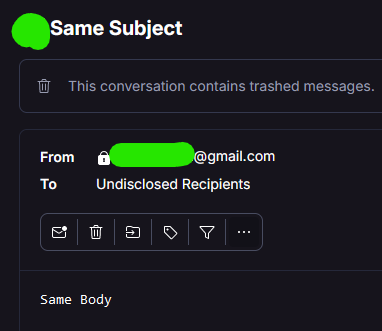 Same Subject
This conversation contains trashed messages.
From @gmail.com
To Undisclosed Recipients
Same Body